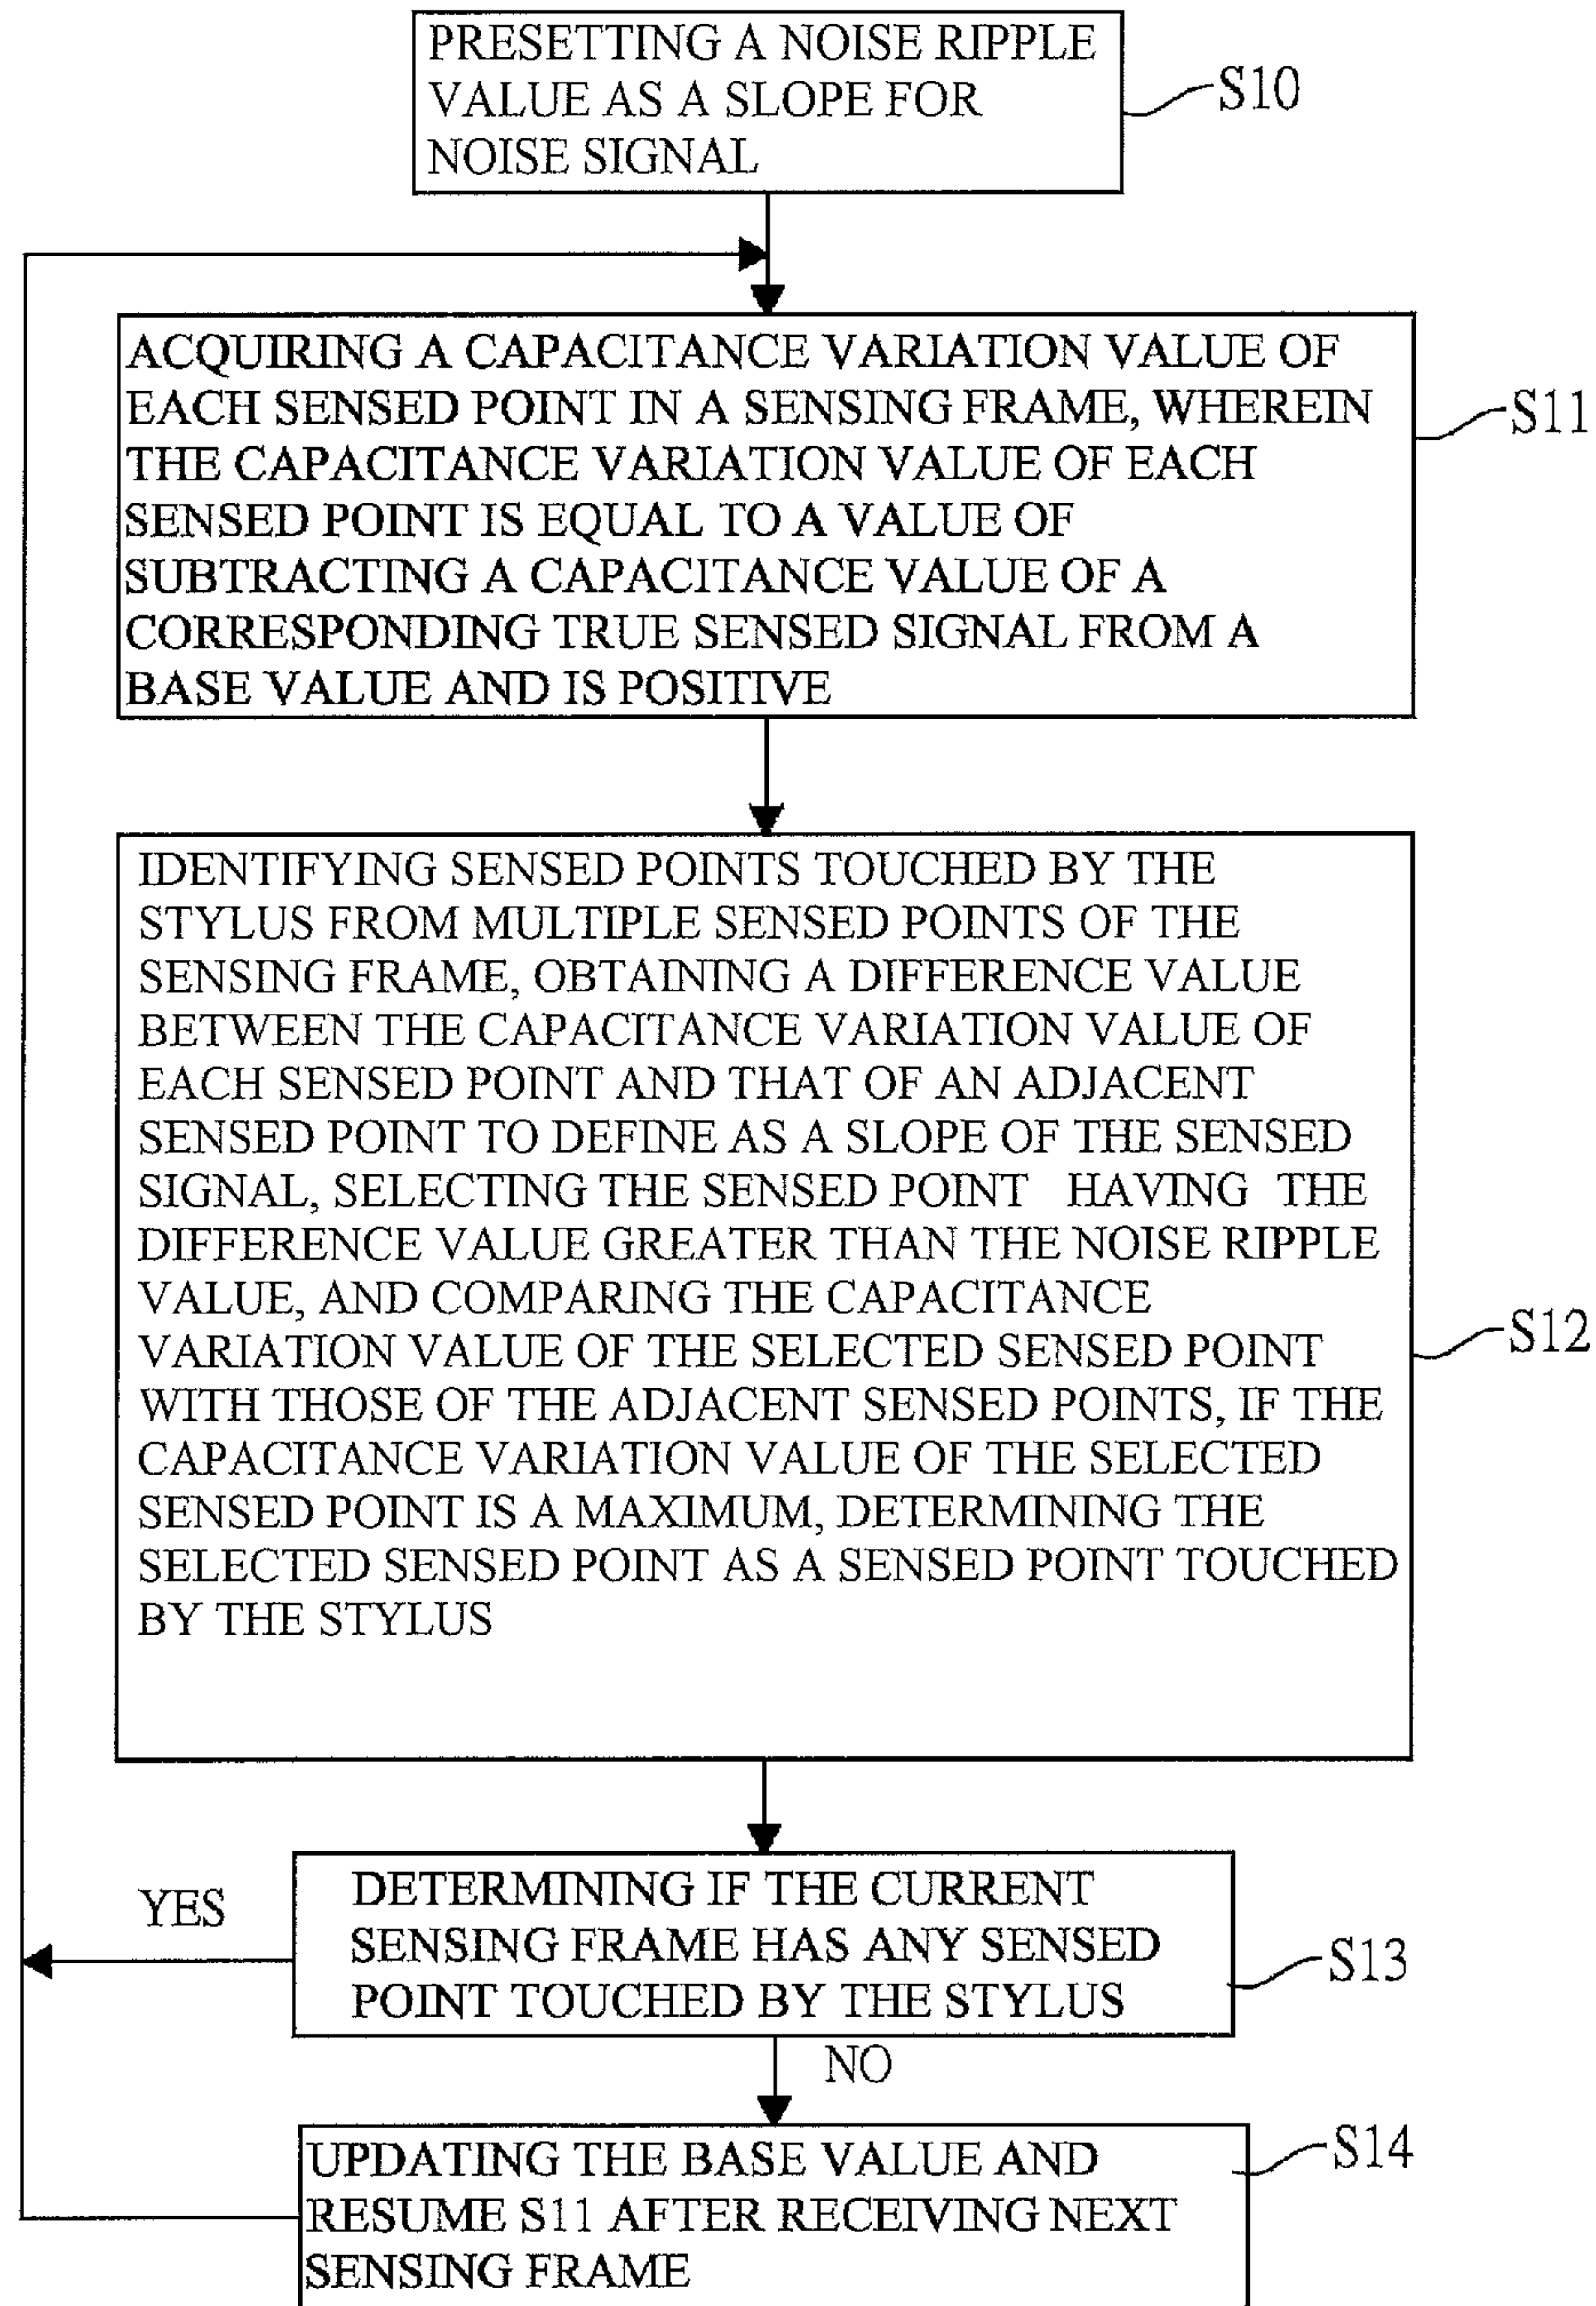 PRESETTING A NOISE RIPPLE
VALUE AS A SLOPE FOR
NOISE SIGNAL
S10
ACQUIRING A CAPACITANCE VARIATION VALUE OF
EACH SENSED POINT IN A SENSING FRAME, WHEREIN
THE CAPACITANCE VARIATION VALUE OF EACH
SENSED POINT IS EQUAL TO A VALUE OF
SUBTRACTING A CAPACITANCE VALUE OF A
CORRESPONDING TRUE SENSED SIGNAL FROM A
BASE VALUE AND IS POSITIVE
S11
IDENTIFYING SENSED POINTS TOUCHED BY THE
STYLUS FROM MULTIPLE SENSED POINTS OF THE
SENSING FRAME, OBTAINING A DIFFERENCE VALUE
BETWEEN THE CAPACITANCE VARIATION VALUE OF
EACH SENSED POINT AND THAT OF AN ADJACENT
SENSED POINT TO DEFINE AS A SLOPE OF THE SENSED
SIGNAL, SELECTING THE SENSED POINT HAVING THE
DIFFERENCE VALUE GREATER THAN THE NOISE RIPPLE
VALUE, AND COMPARING THE CAPACITANCE
VARIATION VALUE OF THE SELECTED SENSED POINT
WITH THOSE OF THE ADJACENT SENSED POINTS, IF THE
CAPACITANCE VARIATION VALUE OF THE SELECTED
SENSED POINT IS A MAXIMUM, DETERMINING THE
SELECTED SENSED POINT AS A SENSED POINT TOUCHED
BY THE STYLUS
S12
YES
DETERMINING IF THE CURRENT
SENSING FRAME HAS ANY SENSED
POINT TOUCHED BY THE STYLUS
S13
NO
UPDATING THE BASE VALUE AND
RESUME S11 AFTER RECEIVING NEXT
SENSING FRAME
S14